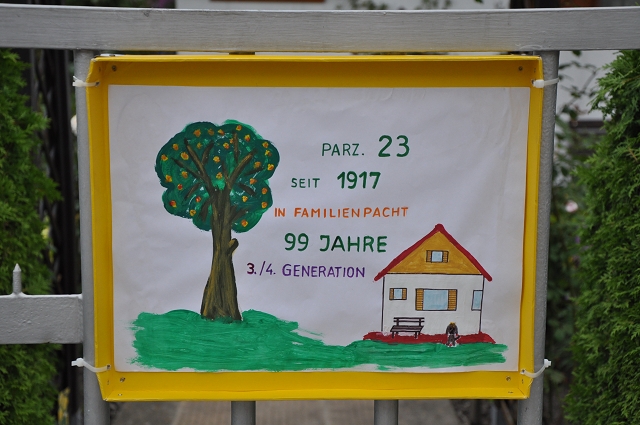 PARZ. 23
SEIT 1917
IN FAMILIENPACHT
99 JAHRE
3./4. GENERATION